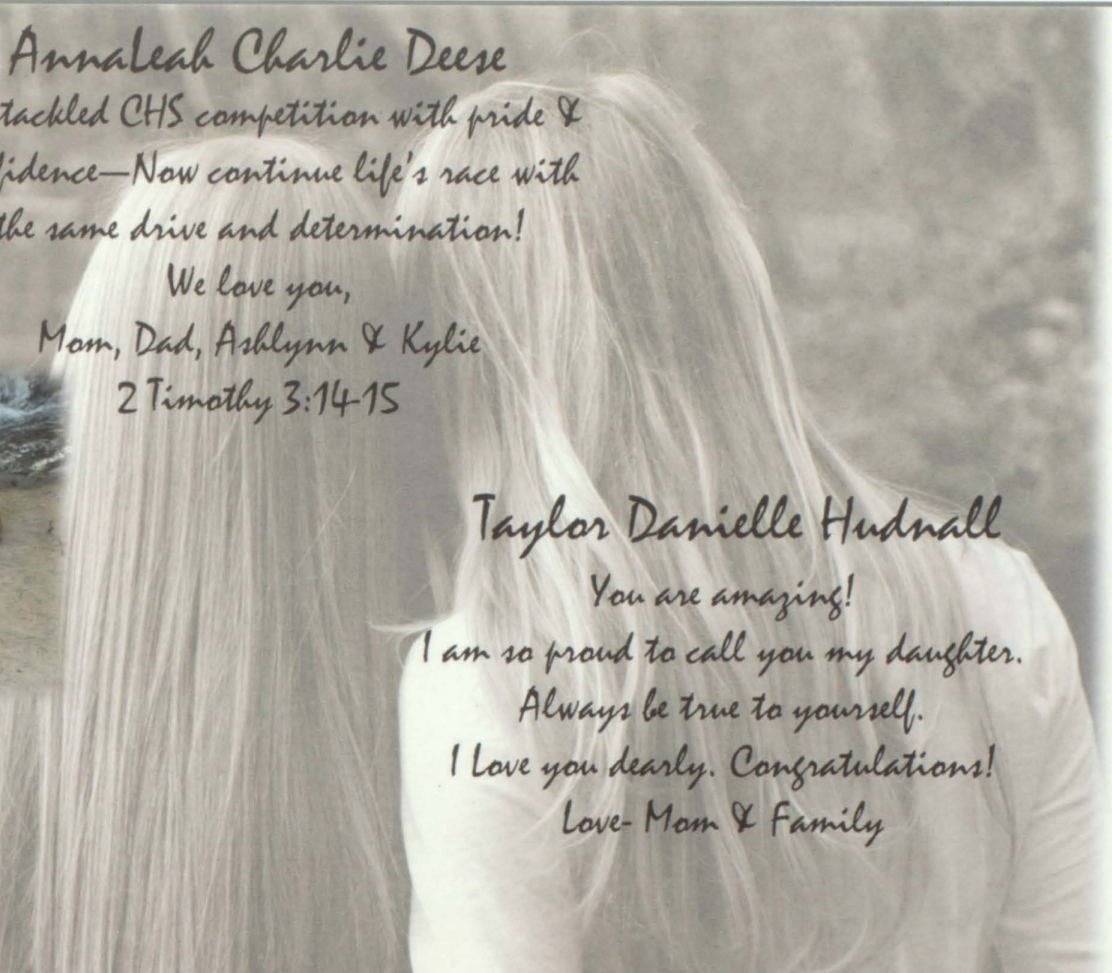 AnnaLeah Charlie Deese
tackled CHS competition with pride &
fidence—Now continue life's race with
the same drive and determination!
We love you,
Mom, Dad, Ashlynn & Kylie
2 Timothy 3:14-15
Taylor Danielle Hudnall
You are amazing!
I am so proud to call you my daughter.
Always be true to yourself.
I Love you dearly. Congratulations!
Love- Mom & Family